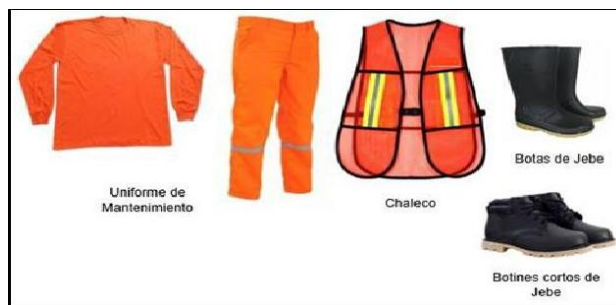 Botas de Jebe
Uniforme de
Mantenimiento
Chaleco
Botines cortos de
Jebe